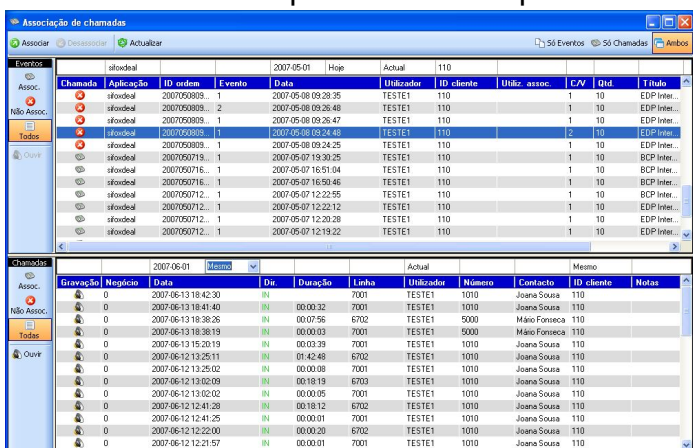 Associação de chamadas
Associar Desassociar Actualizar Só Eventos Só Chamadas Ambos
Eventos sifoxdeal 2007-05-01 Hoje Actual 110
Assoc.
Não Assoc.
Todos
Ouvir
Chamada Aplicação ID ordem Evento Data Utilizador ID cliente Utiliz. assoc. C/V Qtd. Título
sifoxdeal 2007050809... 1 2007-05-08 09:28:35 TESTE1 110 1 10 EDP Inter...
sifoxdeal 2007050809... 2 2007-05-08 09:26:48 TESTE1 110 1 10 EDP Inter...
sifoxdeal 2007050809... 1 2007-05-08 09:26:47 TESTE1 110 1 10 EDP Inter...
sifoxdeal 2007050809... 1 2007-05-08 09:24:48 TESTE1 110 2 10 EDP Inter...
sifoxdeal 2007050809... 1 2007-05-08 09:24:25 TESTE1 110 1 10 EDP Inter...
sifoxdeal 2007050719... 1 2007-05-07 19:30:25 TESTE1 110 1 10 BCP Inter...
sifoxdeal 2007050716... 1 2007-05-07 16:51:04 TESTE1 110 1 10 BCP Inter...
sifoxdeal 2007050716... 1 2007-05-07 16:50:46 TESTE1 110 1 10 BCP Inter...
sifoxdeal 2007050712... 1 2007-05-07 12:22:55 TESTE1 110 1 10 EDP Inter...
sifoxdeal 2007050712... 1 2007-05-07 12:22:12 TESTE1 110 1 10 EDP Inter...
sifoxdeal 2007050712... 1 2007-05-07 12:20:28 TESTE1 110 1 10 EDP Inter...
sifoxdeal 2007050712... 1 2007-05-07 12:19:22 TESTE1 110 1 10 EDP Inter...
Chamadas 2007-06-01 Mesmo Actual Mesmo
Assoc.
Não Assoc.
Todas
Ouvir
Gravação Negócio Data Dir. Duração Linha Utilizador Número Contacto ID cliente Notas
0 2007-06-13 18:42:30 IN 7001 TESTE1 1010 Joana Sousa 110
0 2007-06-13 18:41:40 IN 00:00:32 7001 TESTE1 1010 Joana Sousa 110
0 2007-06-13 18:38:26 IN 00:07:56 6702 TESTE1 5000 Mário Fonseca 110
0 2007-06-13 18:38:19 IN 00:00:03 7001 TESTE1 5000 Mário Fonseca 110
0 2007-06-13 15:20:19 IN 00:03:39 7001 TESTE1 1010 Joana Sousa 110
0 2007-06-12 13:25:11 IN 01:42:48 6702 TESTE1 1010 Joana Sousa 110
0 2007-06-12 13:25:02 IN 00:00:08 7001 TESTE1 1010 Joana Sousa 110
0 2007-06-12 13:02:09 IN 00:18:19 6703 TESTE1 1010 Joana Sousa 110
0 2007-06-12 13:02:02 IN 00:00:05 7001 TESTE1 1010 Joana Sousa 110
0 2007-06-12 12:41:28 IN 00:18:12 6702 TESTE1 1010 Joana Sousa 110
0 2007-06-12 12:41:25 IN 00:00:01 7001 TESTE1 1010 Joana Sousa 110
0 2007-06-12 12:22:00 IN 00:00:20 6702 TESTE1 1010 Joana Sousa 110
0 2007-06-12 12:21:57 IN 00:00:01 7001 TESTE1 1010 Joana Sousa 110